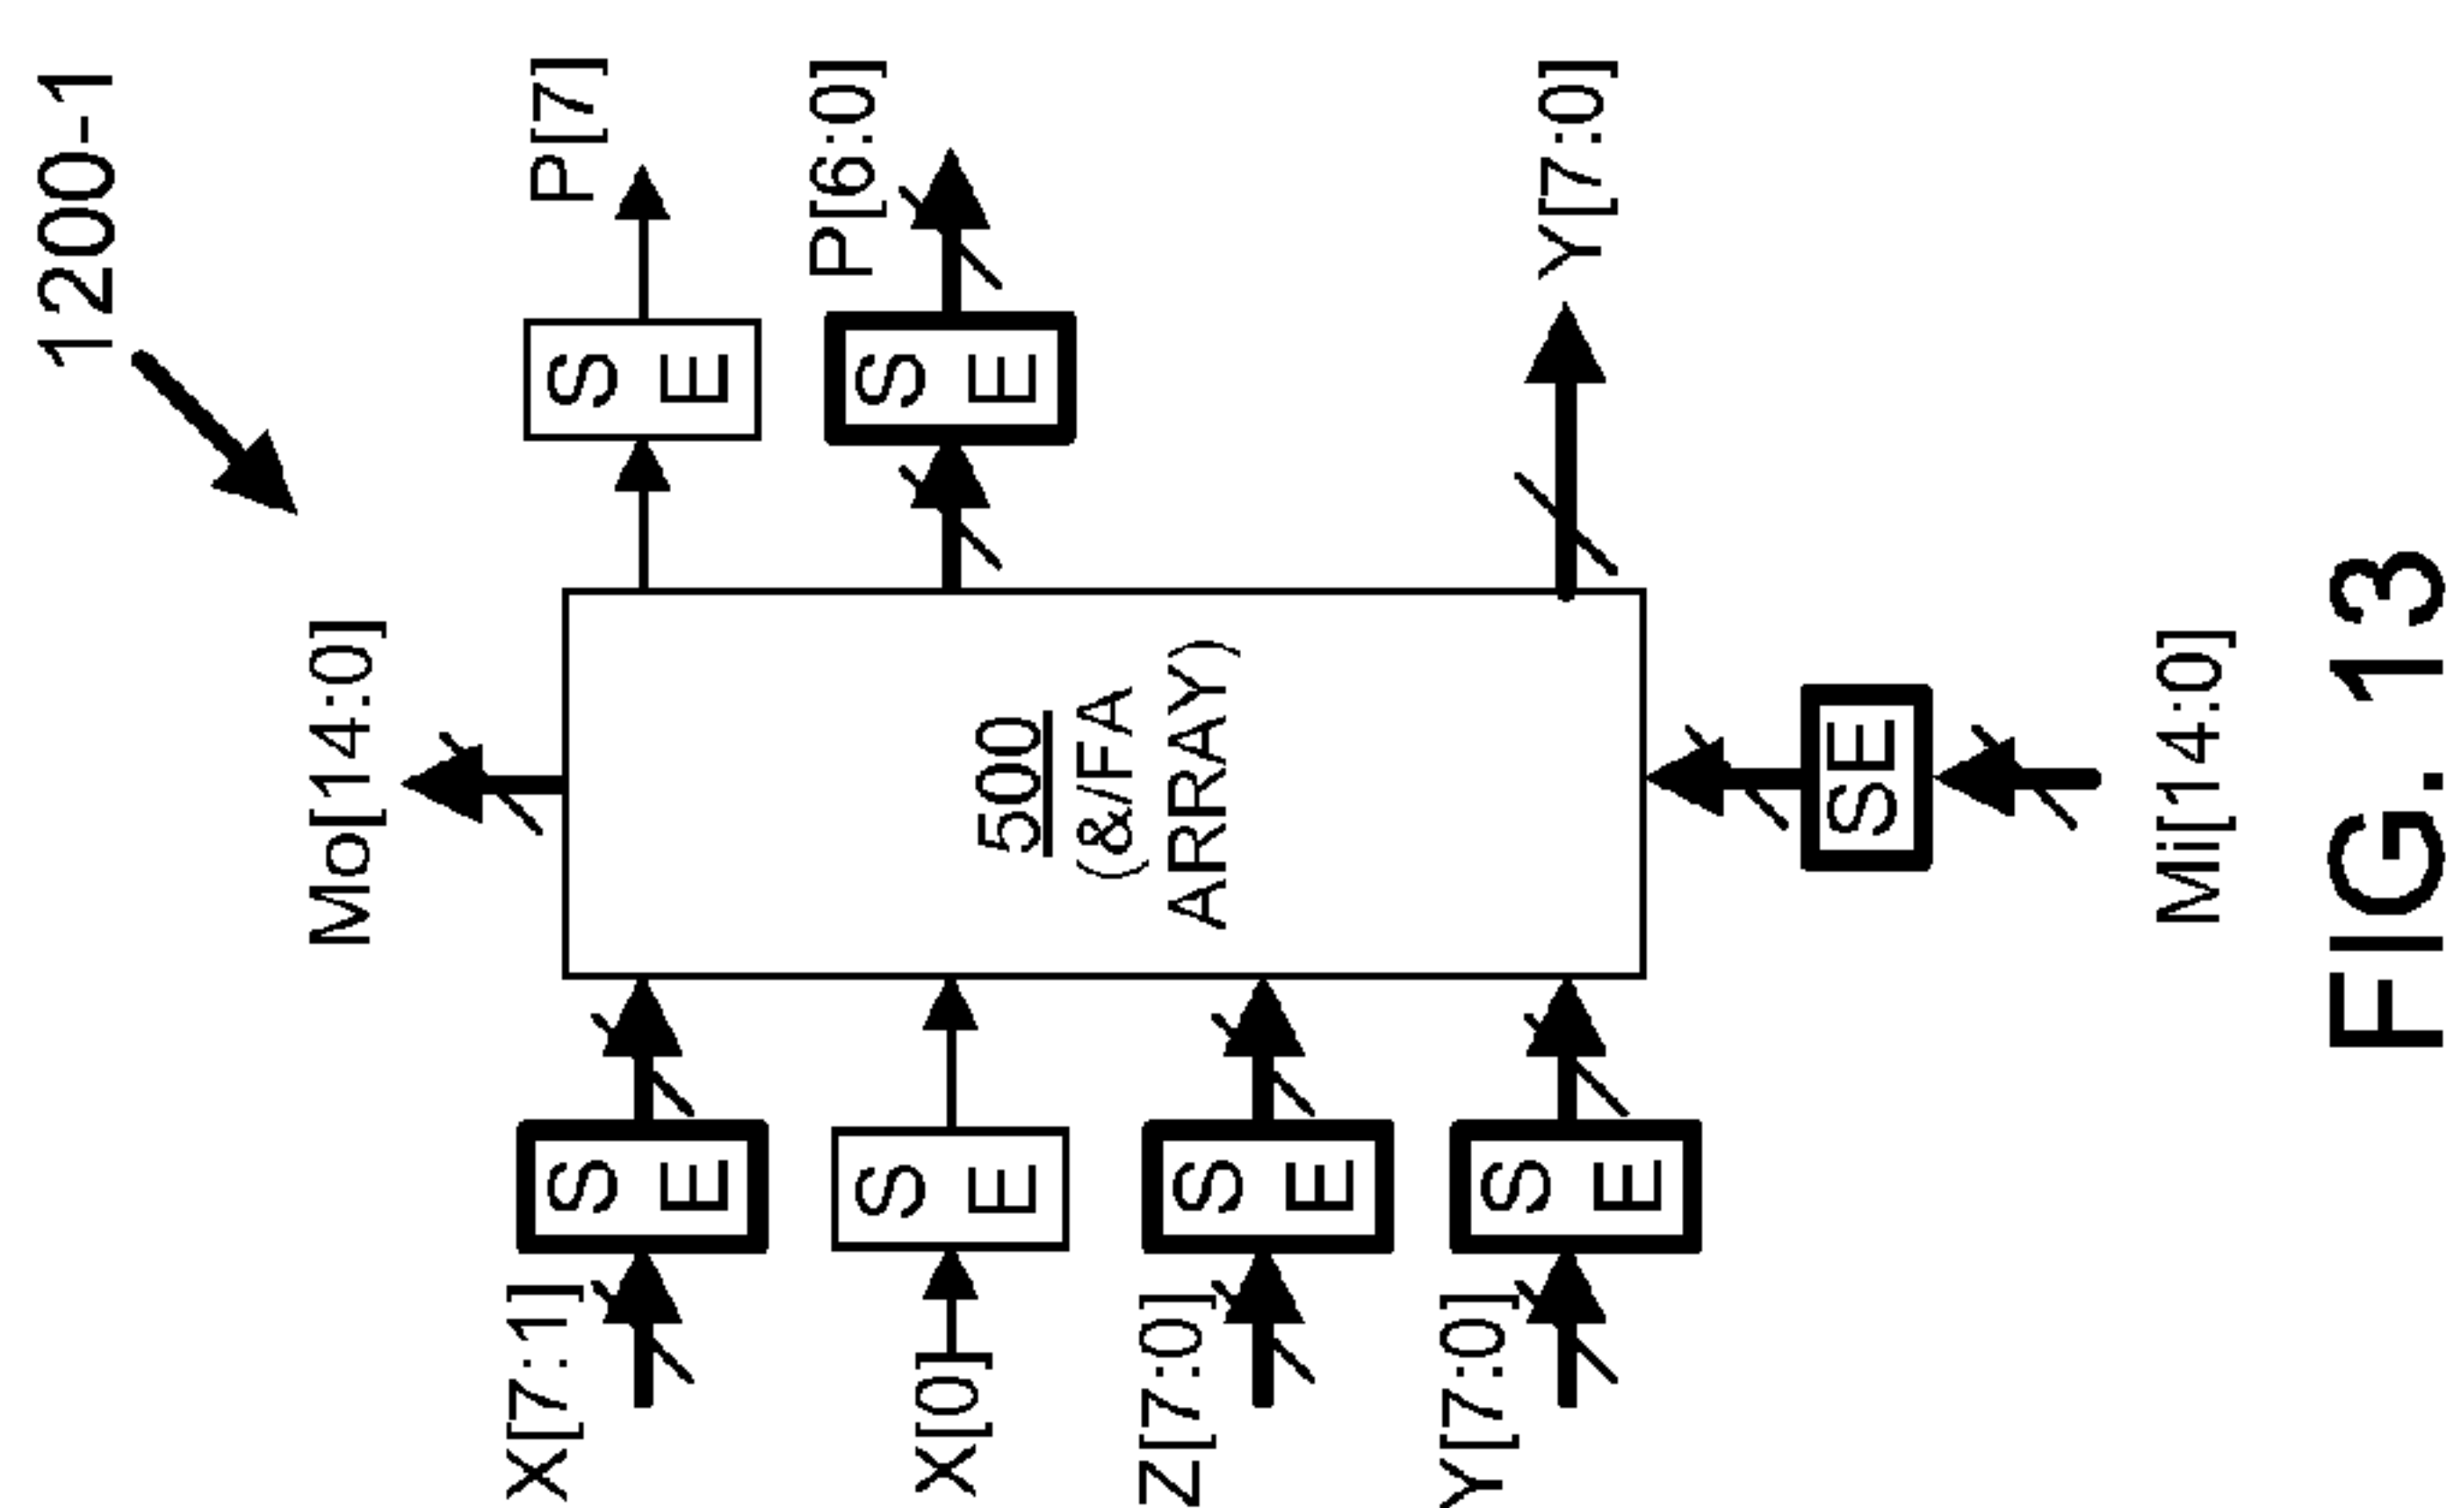 1200-1
Mo[14:0]
X[7:1]
S
E
S
E
P[7]
X[0]
S
E
500
(&/FA
ARRAY)
S
E
P[6:0]
Z[7:0]
S
E
Y[7:0]
S
E
Y[7:0]
SE
Mi[14:0]
FIG. 13